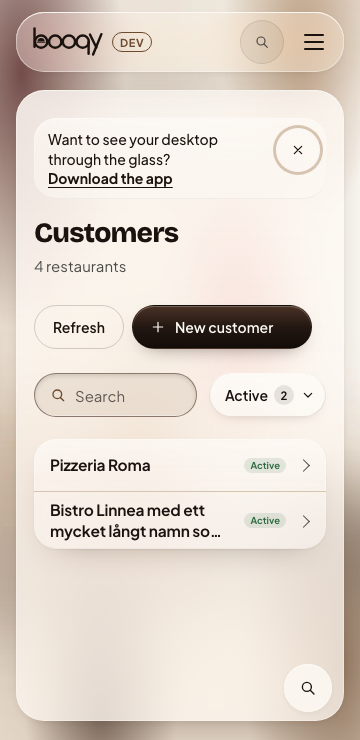 booqy DEV
Want to see your desktop
through the glass?
Download the app
Customers
4 restaurants
Refresh
New customer
Search
Active 2
Pizzeria Roma
Active
Bistro Linnea med ett
mycket långt namn so...
Active